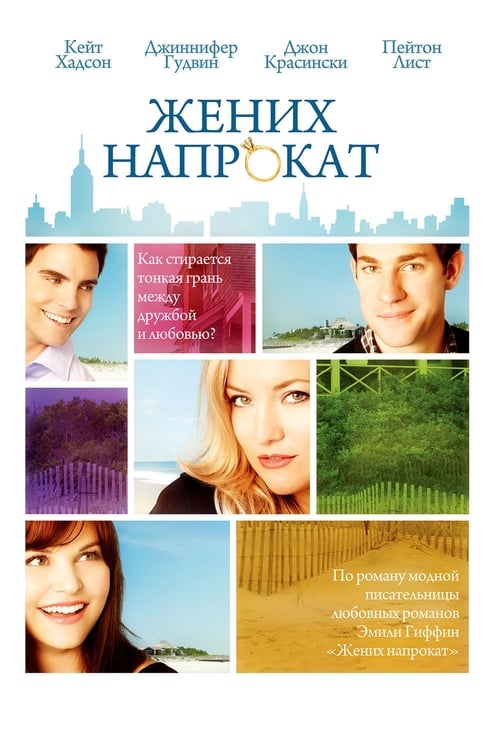 Кейт Хадсон
Джиннифер Гудвин
Джон Красински
Пейтон Лист
ЖЕНИХ
НАПРОКАТ
Как стирается
тонкая грань
между
дружбой
и любовью?
По роману модной
писательницы
любовных романов
Эмили Гиффин
«Жених напрокат»